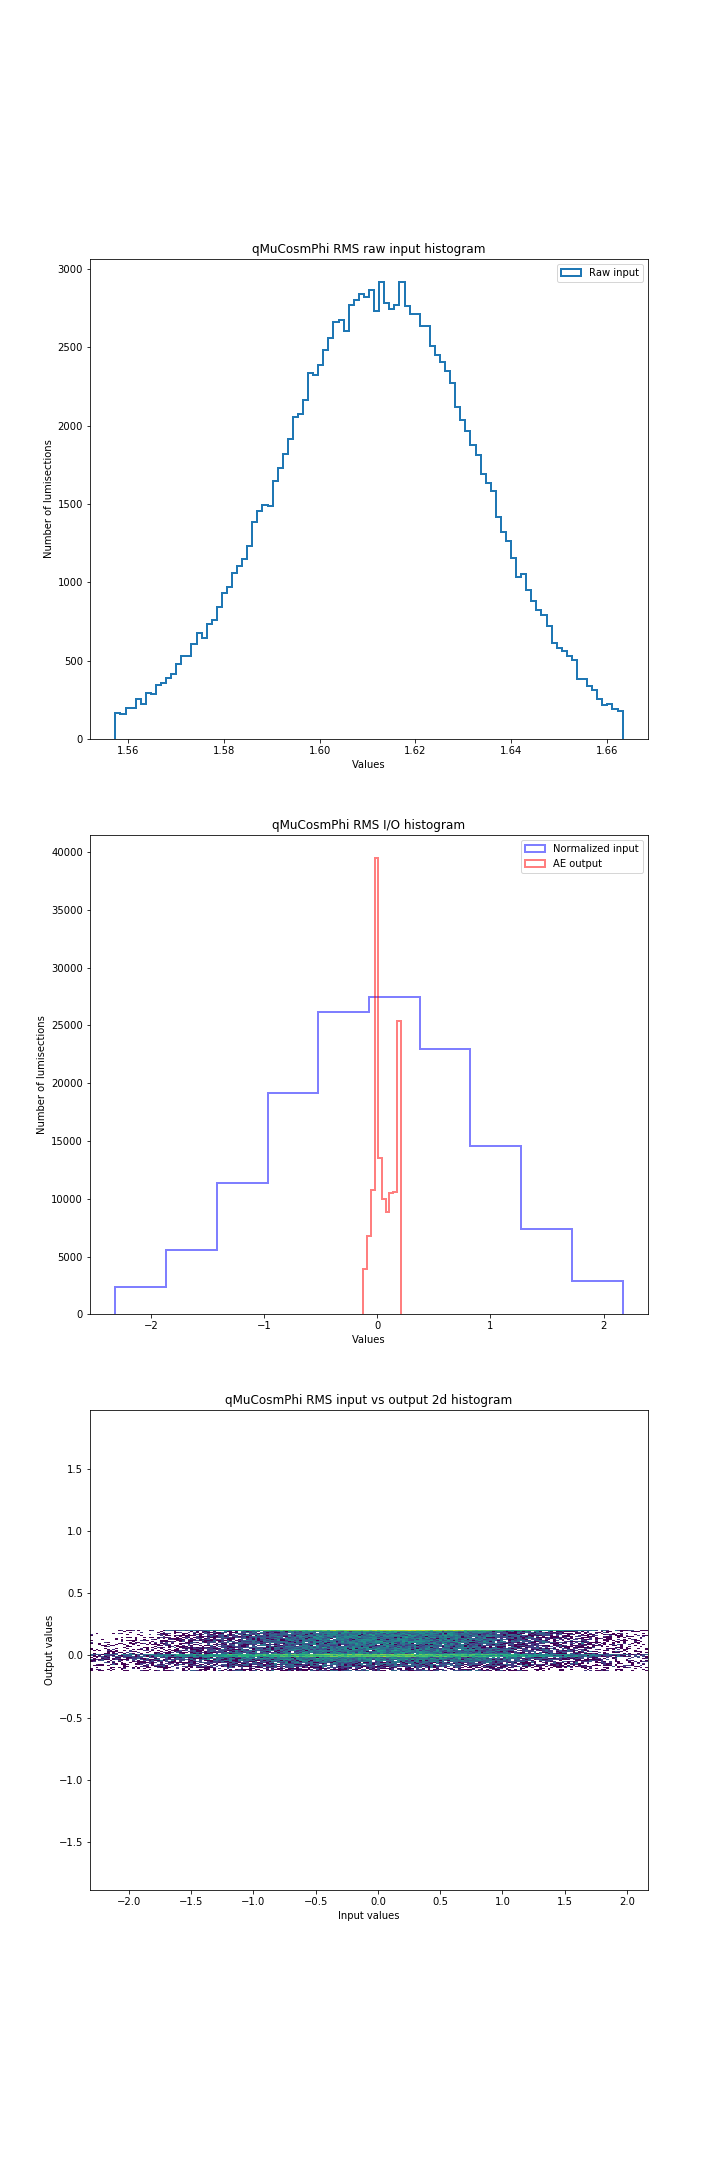 qMuCosmPhi RMS raw input histogram
Raw input
3000
2500
2000
1500
1000
500
0
Number of lumisections
1.56 1.58 1.60 1.62 1.64 1.66
Values
qMuCosmPhi RMS I/O histogram
Normalized input
AE output
40000
35000
30000
25000
20000
15000
10000
5000
0
Number of lumisections
−2 −1 0 1 2
Values
qMuCosmPhi RMS input vs output 2d histogram
1.5
1.0
0.5
0.0
−0.5
−1.0
−1.5
Output values
−2.0 −1.5 −1.0 −0.5 0.0 0.5 1.0 1.5 2.0
Input values